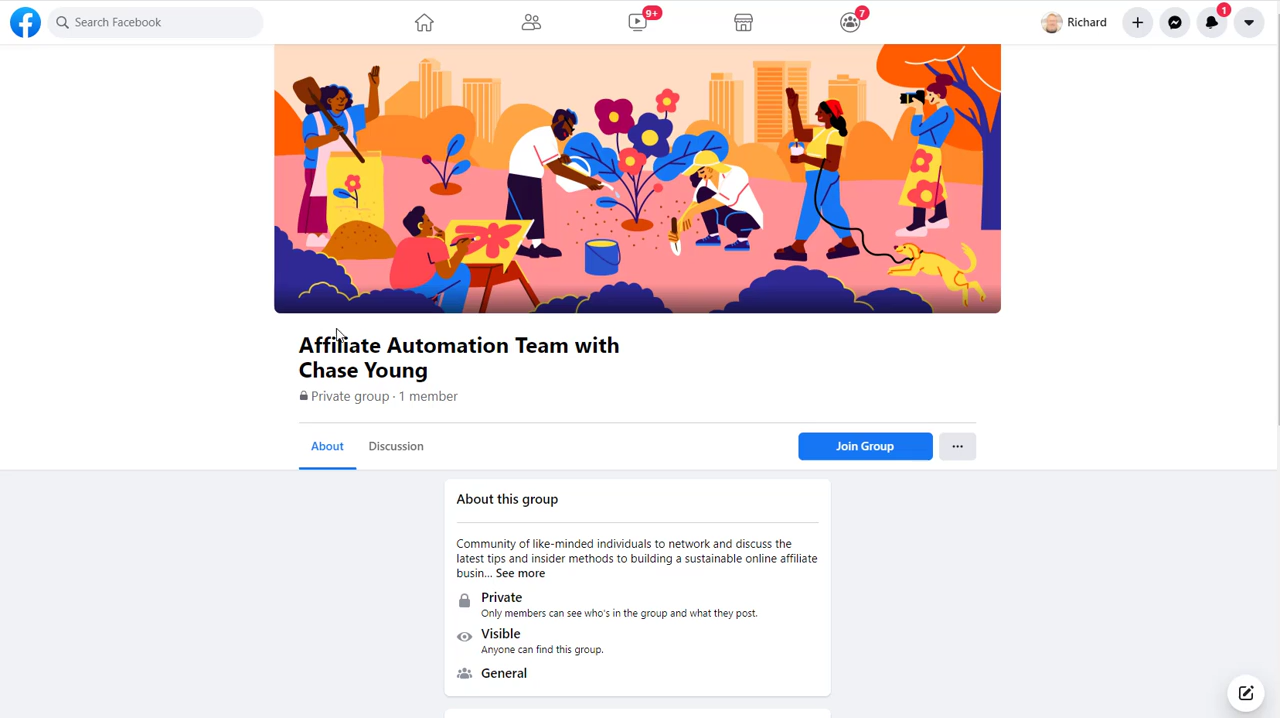 Search Facebook
9+
7
Richard
1
Affiliate Automation Team with
Chase Young
Private group · 1 member
About
Discussion
Join Group
About this group
Community of like-minded individuals to network and discuss the
latest tips and insider methods to building a sustainable online affiliate
busin... See more
Private
Only members can see who's in the group and what they post.
Visible
Anyone can find this group.
General